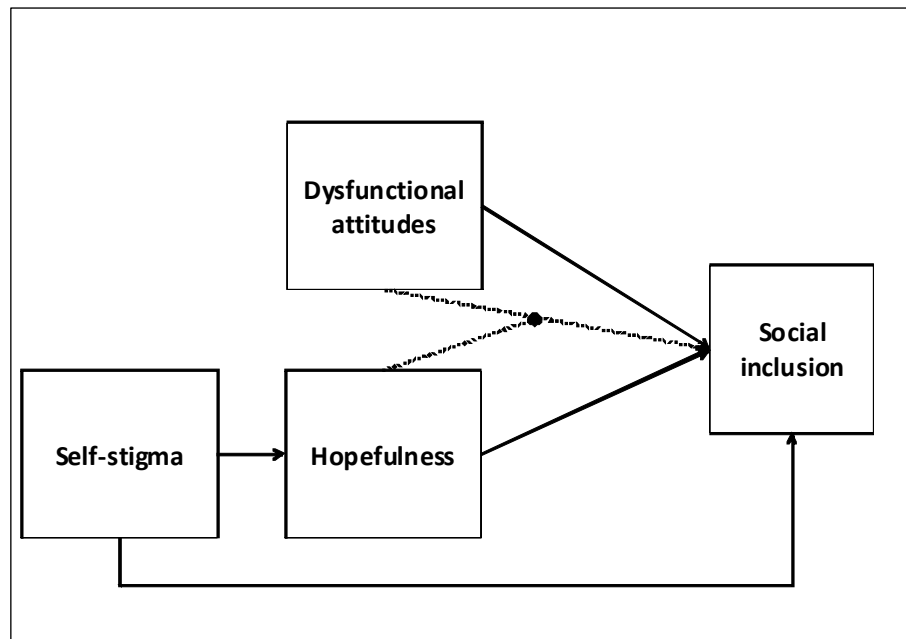 Dysfunctional
attitudes
Social
inclusion
Self-stigma
Hopefulness